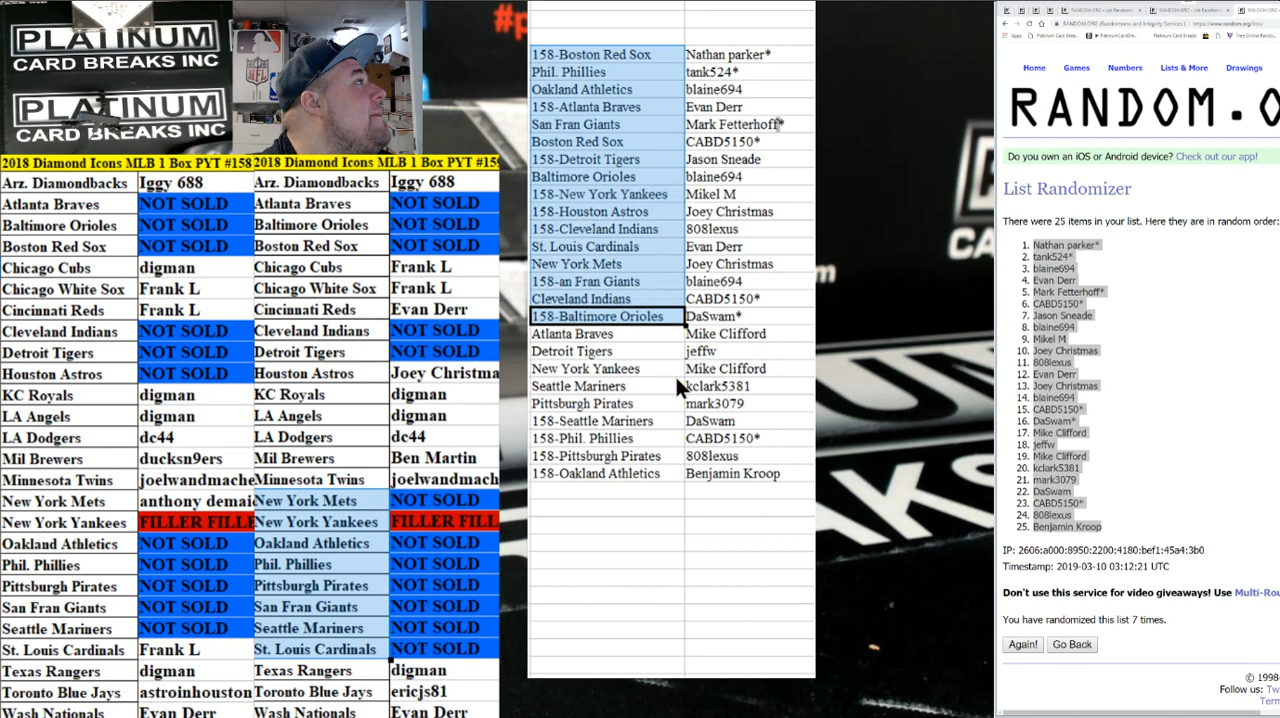 PLATINUM
CARD BREAKS INC
PLATINUM
CARD BREAKS INC
2018 Diamond Icons MLB 1 Box PYT #158
Arz. Diamondbacks Iggy 688
Atlanta Braves NOT SOLD
Baltimore Orioles NOT SOLD
Boston Red Sox NOT SOLD
Chicago Cubs digman
Chicago White Sox Frank L
Cincinnati Reds Frank L
Cleveland Indians NOT SOLD
Detroit Tigers NOT SOLD
Houston Astros NOT SOLD
KC Royals digman
LA Angels digman
LA Dodgers dc44
Mil Brewers ducksn9ers
Minnesota Twins joelwandmache
New York Mets anthony demaic
New York Yankees FILLER FILLE
Oakland Athletics NOT SOLD
Phil. Phillies NOT SOLD
Pittsburgh Pirates NOT SOLD
San Fran Giants NOT SOLD
Seattle Mariners NOT SOLD
St. Louis Cardinals Frank L
Texas Rangers digman
Toronto Blue Jays astroinhouston
Wash Nationals Evan Derr
2018 Diamond Icons MLB 1 Box PYT #159
Arz. Diamondbacks Iggy 688
Atlanta Braves NOT SOLD
Baltimore Orioles NOT SOLD
Boston Red Sox NOT SOLD
Chicago Cubs Frank L
Chicago White Sox Frank L
Cincinnati Reds Evan Derr
Cleveland Indians NOT SOLD
Detroit Tigers NOT SOLD
Houston Astros Joey Christma
KC Royals digman
LA Angels digman
LA Dodgers dc44
Mil Brewers Ben Martin
Minnesota Twins joelwandmach
New York Mets NOT SOLD
New York Yankees FILLER FILL
Oakland Athletics NOT SOLD
Phil. Phillies NOT SOLD
Pittsburgh Pirates NOT SOLD
San Fran Giants NOT SOLD
Seattle Mariners NOT SOLD
St. Louis Cardinals NOT SOLD
Texas Rangers digman
Toronto Blue Jays ericjs81
Wash Nationals Evan Derr
158-Boston Red Sox Nathan parker*
Phil. Phillies tank524*
Oakland Athletics blaine694
158-Atlanta Braves Evan Derr
San Fran Giants Mark Fetterhoff*
Boston Red Sox CABD5150*
158-Detroit Tigers Jason Sneade
Baltimore Orioles blaine694
158-New York Yankees Mikel M
158-Houston Astros Joey Christmas
158-Cleveland Indians 808lexus
St. Louis Cardinals Evan Derr
New York Mets Joey Christmas
158-an Fran Giants blaine694
Cleveland Indians CABD5150*
158-Baltimore Orioles DaSwam*
Atlanta Braves Mike Clifford
Detroit Tigers jeffw
New York Yankees Mike Clifford
Seattle Mariners kclark5381
Pittsburgh Pirates mark3079
158-Seattle Mariners DaSwam
158-Phil. Phillies CABD5150*
158-Pittsburgh Pirates 808lexus
158-Oakland Athletics Benjamin Kroop
Home Games Numbers Lists & More Drawings
RANDOM.O
Do you own an iOS or Android device? Check out our app!
List Randomizer
There were 25 items in your list. Here they are in random order:
1. Nathan parker*
2. tank524*
3. blaine694
4. Evan Derr
5. Mark Fetterhoff*
6. CABD5150*
7. Jason Sneade
8. blaine694
9. Mikel M
10. Joey Christmas
11. 808lexus
12. Evan Derr
13. Joey Christmas
14. blaine694
15. CABD5150*
16. DaSwam*
17. Mike Clifford
18. jeffw
19. Mike Clifford
20. kclark5381
21. mark3079
22. DaSwam
23. CABD5150*
24. 808lexus
25. Benjamin Kroop
IP: 2606:a000:8950:2200:4180:bef1:45a4:3b0
Timestamp: 2019-03-10 03:12:21 UTC
Don't use this service for video giveaways! Use Multi-Rou
You have randomized this list 7 times.
Again! Go Back
© 1998-
Follow us: Tw
Term